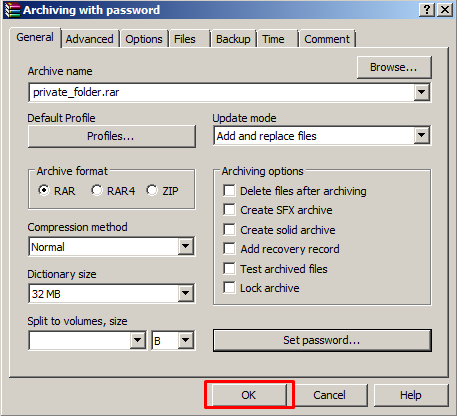 Archiving with password
General Advanced Options Files Backup Time Comment
Archive name
Browse...
private_folder.rar
Default Profile
Profiles...
Update mode
Add and replace files
Archive format
RAR RAR4 ZIP
Compression method
Normal
Dictionary size
32 MB
Split to volumes, size
B
Archiving options
Delete files after archiving
Create SFX archive
Create solid archive
Add recovery record
Test archived files
Lock archive
Set password...
OK Cancel Help